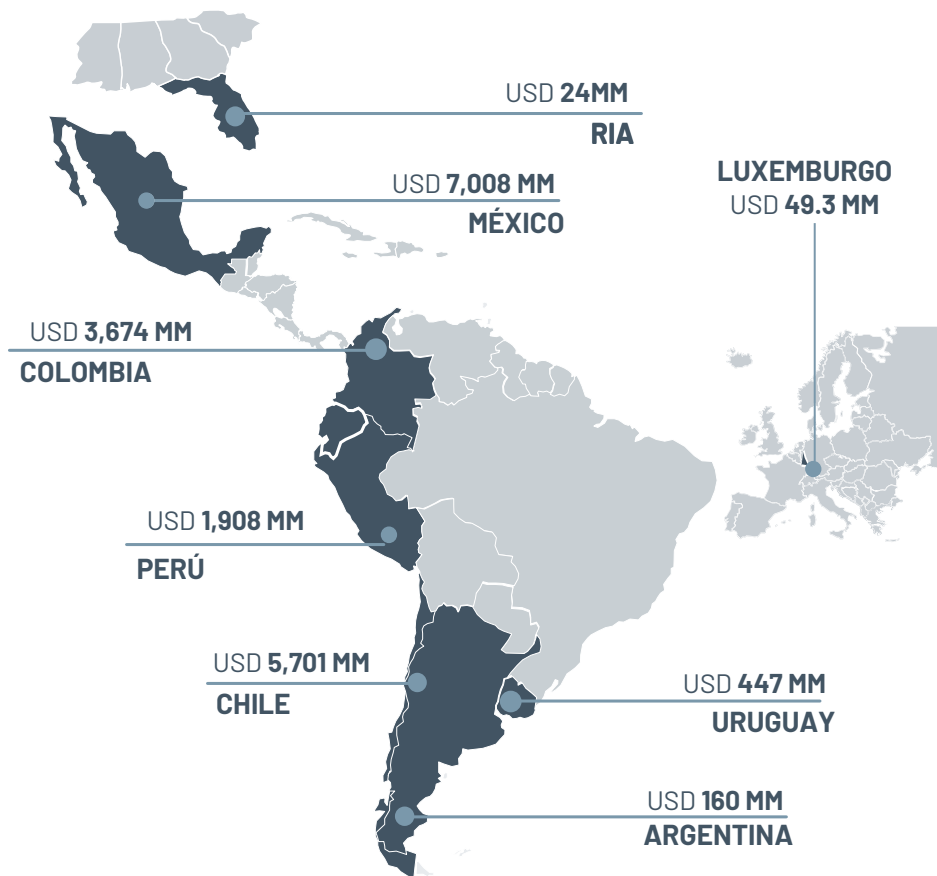 USD 24MM
RIA
USD 7,008 MM
MÉXICO
LUXEMBURGO
USD 49.3 MM
USD 3,674 MM
COLOMBIA
USD 1,908 MM
PERÚ
USD 5,701 MM
CHILE
USD 447 MM
URUGUAY
USD 160 MM
ARGENTINA